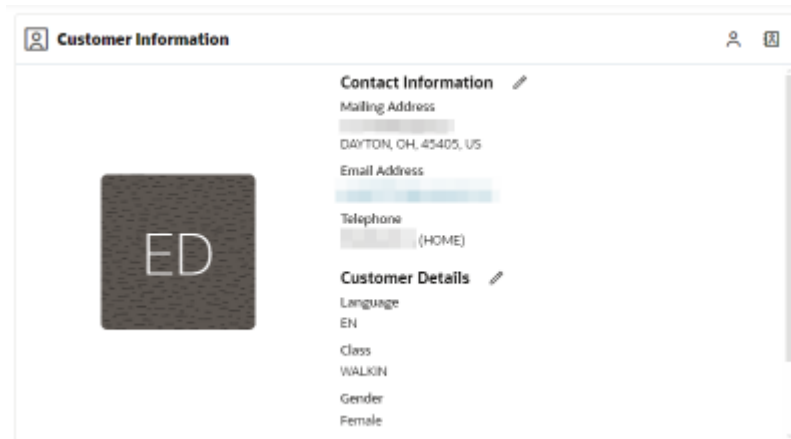 Customer Information
Contact Information
Mailing Address
DAYTON, OH, 45405, US
Email Address
Telephone
(HOME)
ED
Customer Details
Language
EN
Class
WALKIN
Gender
Female